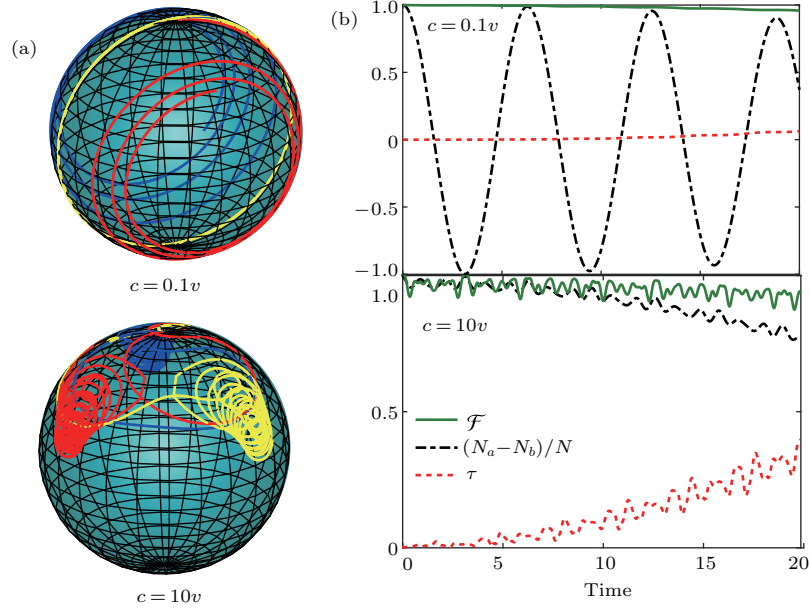 (a)
c=0.1v
c=10v
(b)
1.0
c=0.1v
0.5
0
−0.5
−1.0
1.0
c=10v
0.5
ℱ
(Nₐ−N_b)/N
τ
0
0 5 10 15 20
Time